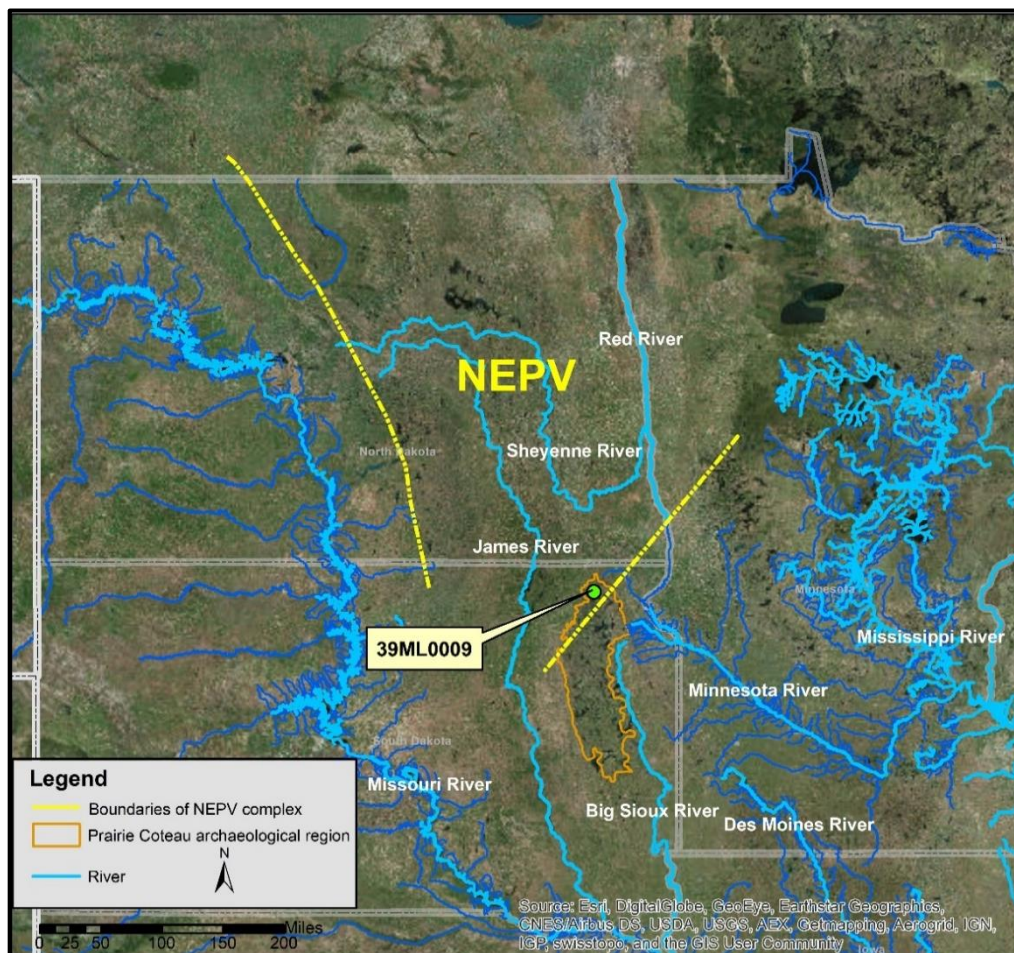 Red River
NEPV
North Dakota
Sheyenne River
James River
Minnesota
39ML0009
Mississippi River
Minnesota River
South Dakota
Missouri River
Big Sioux River
Des Moines River
Legend
Boundaries of NEPV complex
Prairie Coteau archaeological region
N
River
Miles
0 25 50 100 150 200
Source: Esri, DigitalGlobe, GeoEye, Earthstar Geographics,
CNES/Airbus DS, USDA, USGS, AEX, Getmapping, Aerogrid, IGN,
IGP, swisstopo, and the GIS User Community
Iowa